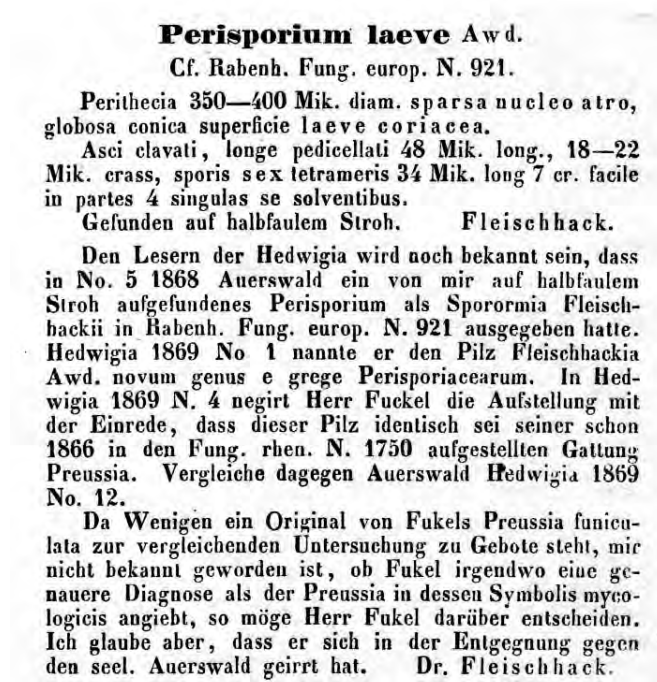 Perisporium laeve Awd.
Cf. Rabenh. Fung. europ. N. 921.
Perithecia 350—400 Mik. diam. sparsa nucleo atro,
globosa conica superficie laeve coriacea.
Asci clavati, longe pedicellati 48 Mik. long., 18—22
Mik. crass, sporis sex tetrameris 34 Mik. long 7 cr. facile
in partes 4 singulas se solventibus.
Gefunden auf halbfaulem Stroh. Fleischhack.
Den Lesern der Hedwigia wird noch bekannt sein, dass
in No. 5 1868 Auerswald ein von mir auf halbfaulem
Stroh aufgefundenes Perisporium als Sporormia Fleisch-
hackii in Rabenh. Fung. europ. N. 921 ausgegeben hatte.
Hedwigia 1869 No 1 nannte er den Pilz Fleischhackia
Awd. novum genus e grege Perisporiacearum. In Hed-
wigia 1869 N. 4 negirt Herr Fuckel die Aufstellung mit
der Einrede, dass dieser Pilz identisch sei seiner schon
1866 in den Fung. rhen. N. 1750 aufgestellten Gattung
Preussia. Vergleiche dagegen Auerswald Hedwigia 1869
No. 12.
Da Wenigen ein Original von Fukels Preussia funicu-
lata zur vergleichenden Untersuchung zu Gebote steht, mir
nicht bekannt geworden ist, ob Fukel irgendwo eine ge-
nauere Diagnose als der Preussia in dessen Symbolis myco-
logicis angiebt, so möge Herr Fukel darüber entscheiden.
Ich glaube aber, dass er sich in der Entgegnung gegen
den seel. Auerswald geirrt hat. Dr. Fleischhack.